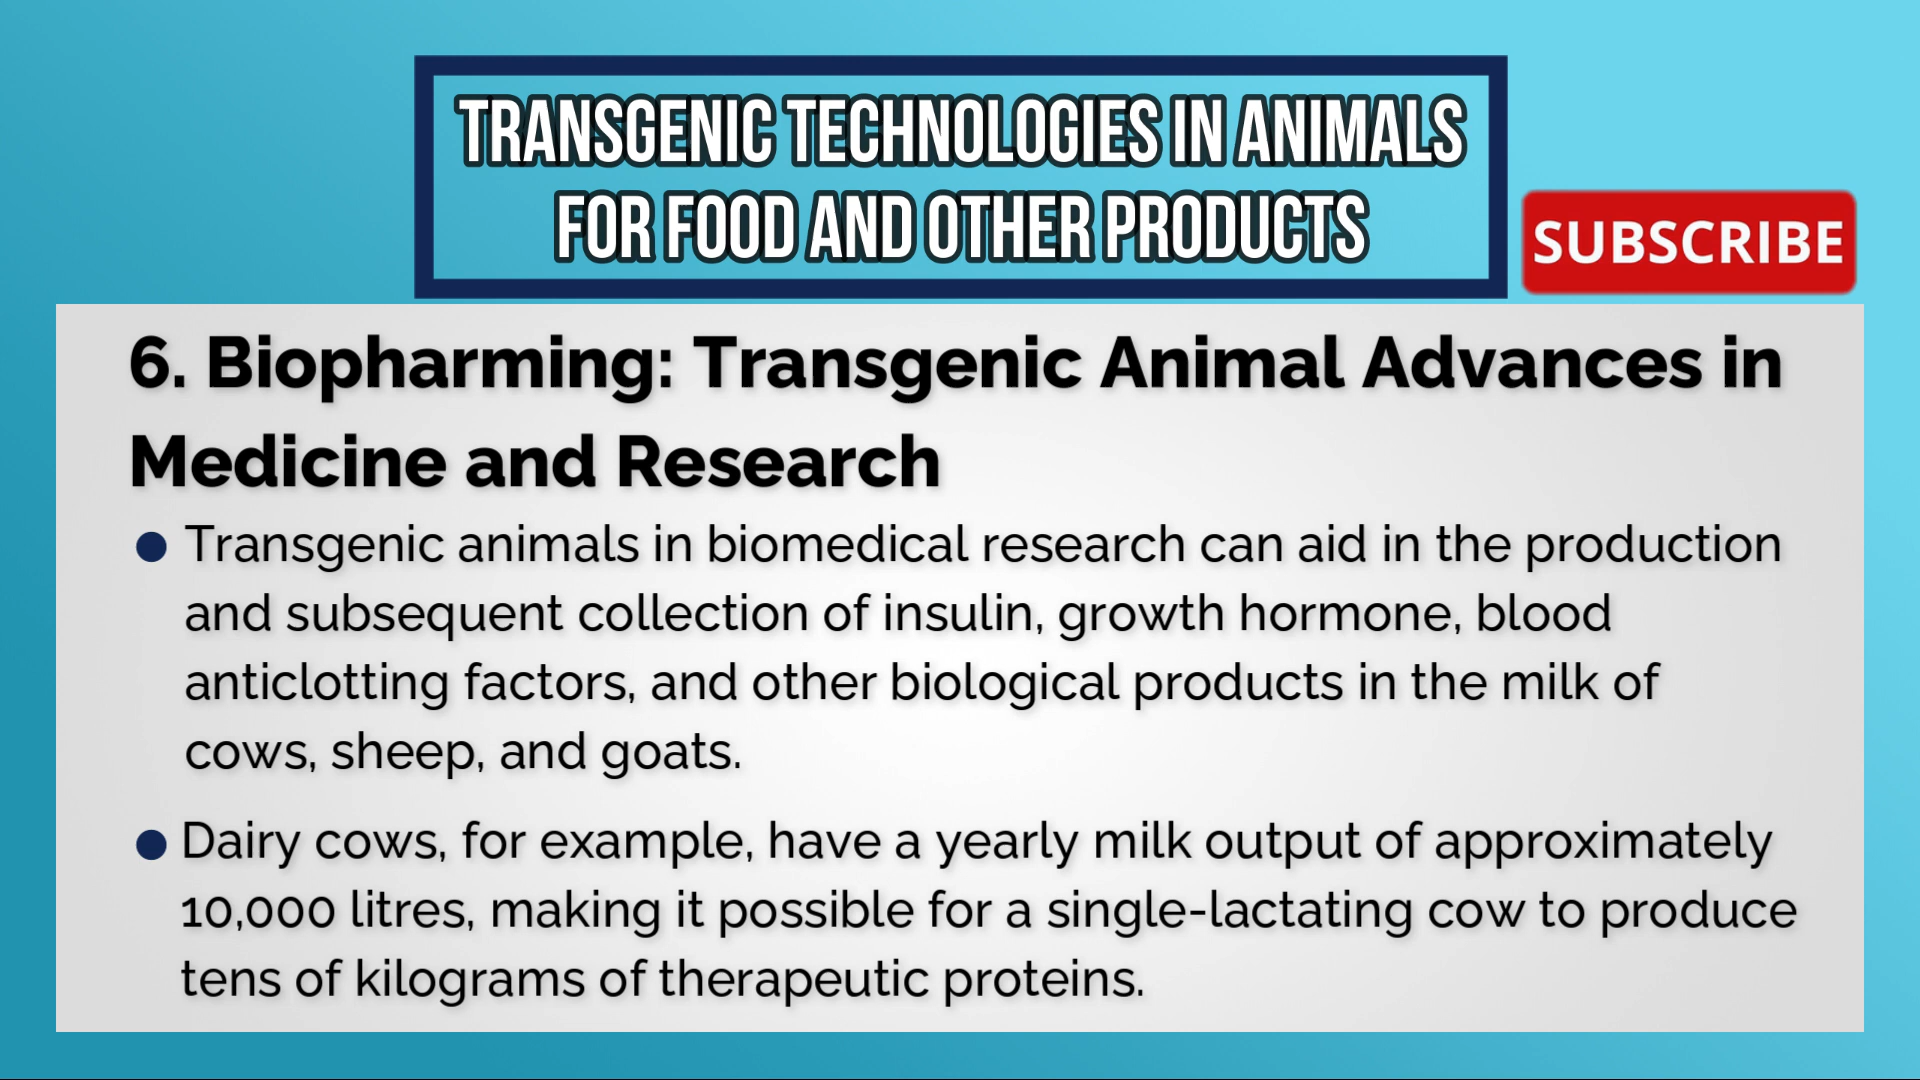 TRANSGENIC TECHNOLOGIES IN ANIMALS
FOR FOOD AND OTHER PRODUCTS
SUBSCRIBE
6. Biopharming: Transgenic Animal Advances in
Medicine and Research
● Transgenic animals in biomedical research can aid in the production
and subsequent collection of insulin, growth hormone, blood
anticlotting factors, and other biological products in the milk of
cows, sheep, and goats.
● Dairy cows, for example, have a yearly milk output of approximately
10,000 litres, making it possible for a single-lactating cow to produce
tens of kilograms of therapeutic proteins.